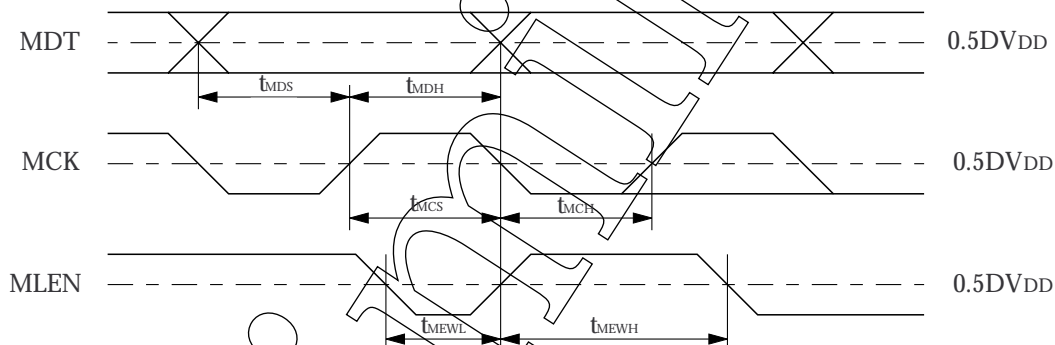 MDT 0.5DVDD
tMDS tMDH
MCK 0.5DVDD
tMCS tMCH
MLEN 0.5DVDD
tMEWL tMEWH